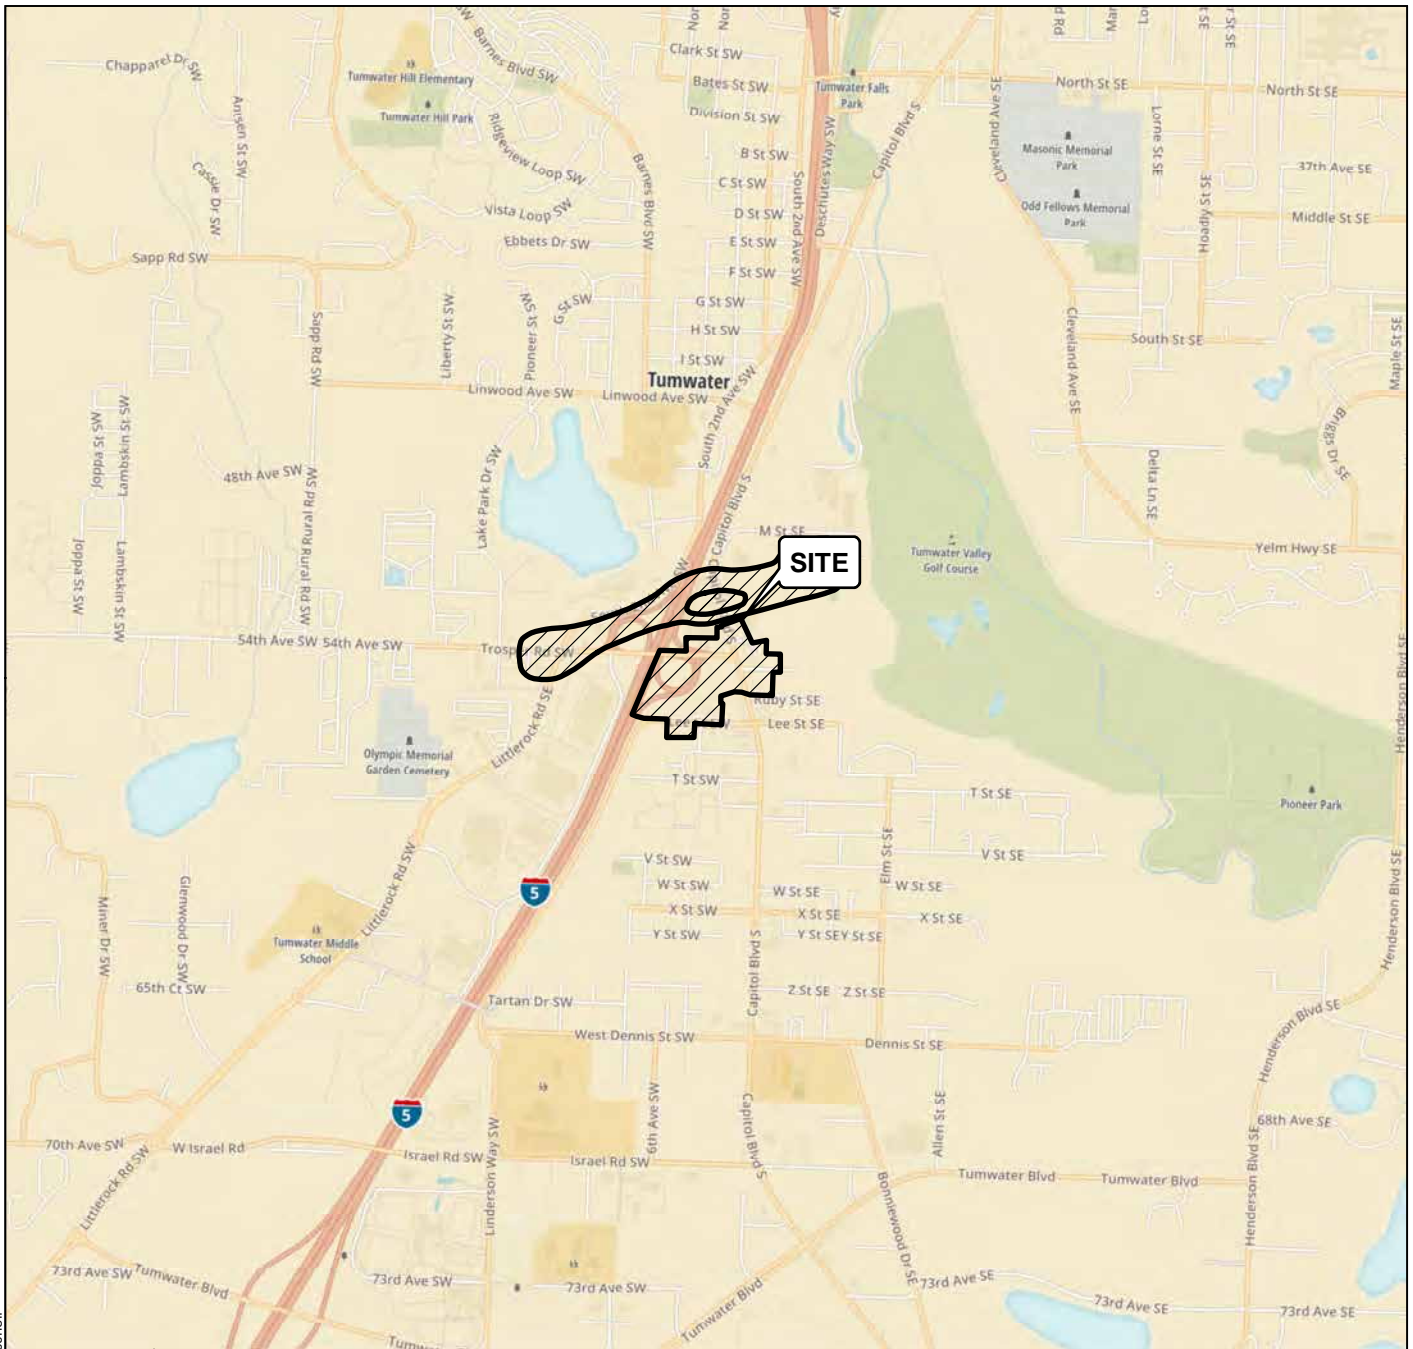 Clark St SW
North St SE
North St SE
Barnes Blvd SW
Chapparel Dr SW
Tumwater Hill Elementary
Bates St SW
Tumwater Falls
Park
Tumwater Hill Park
Division St SW
Capitol Blvd S
Cleveland Ave SE
Lorne St SE
Anisen St SW
Ridgeview Loop SW
B St SW
Masonic Memorial
Park
37th Ave SE
Cassie Dr SW
Barnes Blvd SW
C St SW
South 2nd Ave SW
Deschutes Way SW
Odd Fellows Memorial
Park
Hoadly St SE
Middle St SE
Vista Loop SW
D St SW
Ebbets Dr SW
E St SW
Sapp Rd SW
F St SW
Liberty St SW
Pioneer St SW
G St SW
G St SW
Sapp Rd SW
H St SW
Cleveland Ave SE
South St SE
Maple St SE
I St SW
Tumwater
Linwood Ave SW
Linwood Ave SW
South 2nd Ave SW
Joppa St SW
Lambskin St SW
Briggs Dr SE
48th Ave SW
Rural Rd SW
Rural Rd SW
Lake Park Dr SW
Capitol Blvd S
Delta Ln SE
M St SE
Yelm Hwy SE
SITE
Tumwater Valley
Golf Course
Joppa St SW
Lambskin St SW
54th Ave SW
54th Ave SW
Trosper Rd SW
Henderson Blvd SE
Ruby St SE
Lee St SE
Littlerock Rd SE
Olympic Memorial
Garden Cemetery
T St SW
T St SE
Pioneer Park
Elm St SE
V St SW
V St SE
W St SW
W St SE
W St SE
5
Littlerock Rd SW
X St SW
X St SE
X St SE
Glenwood Dr SW
Miner Dr SW
Tumwater Middle
School
Y St SW
Y St SE
Y St SE
Henderson Blvd SE
Capitol Blvd S
65th Ct SW
Z St SE
Z St SE
Tartan Dr SW
Henderson Blvd SE
West Dennis St SW
Dennis St SE
5
6th Ave SW
Capitol Blvd S
Allen St SE
68th Ave SE
70th Ave SW
W Israel Rd
Israel Rd SW
Israel Rd SW
Littlerock Rd SW
Linderson Way SW
Tumwater Blvd
Tumwater Blvd
Henderson Blvd SE
Bonniewood Dr SE
73rd Ave SW
Tumwater Blvd
73rd Ave SW
73rd Ave SW
73rd Ave SE
73rd Ave SE
73rd Ave SE
Tumwater Blvd